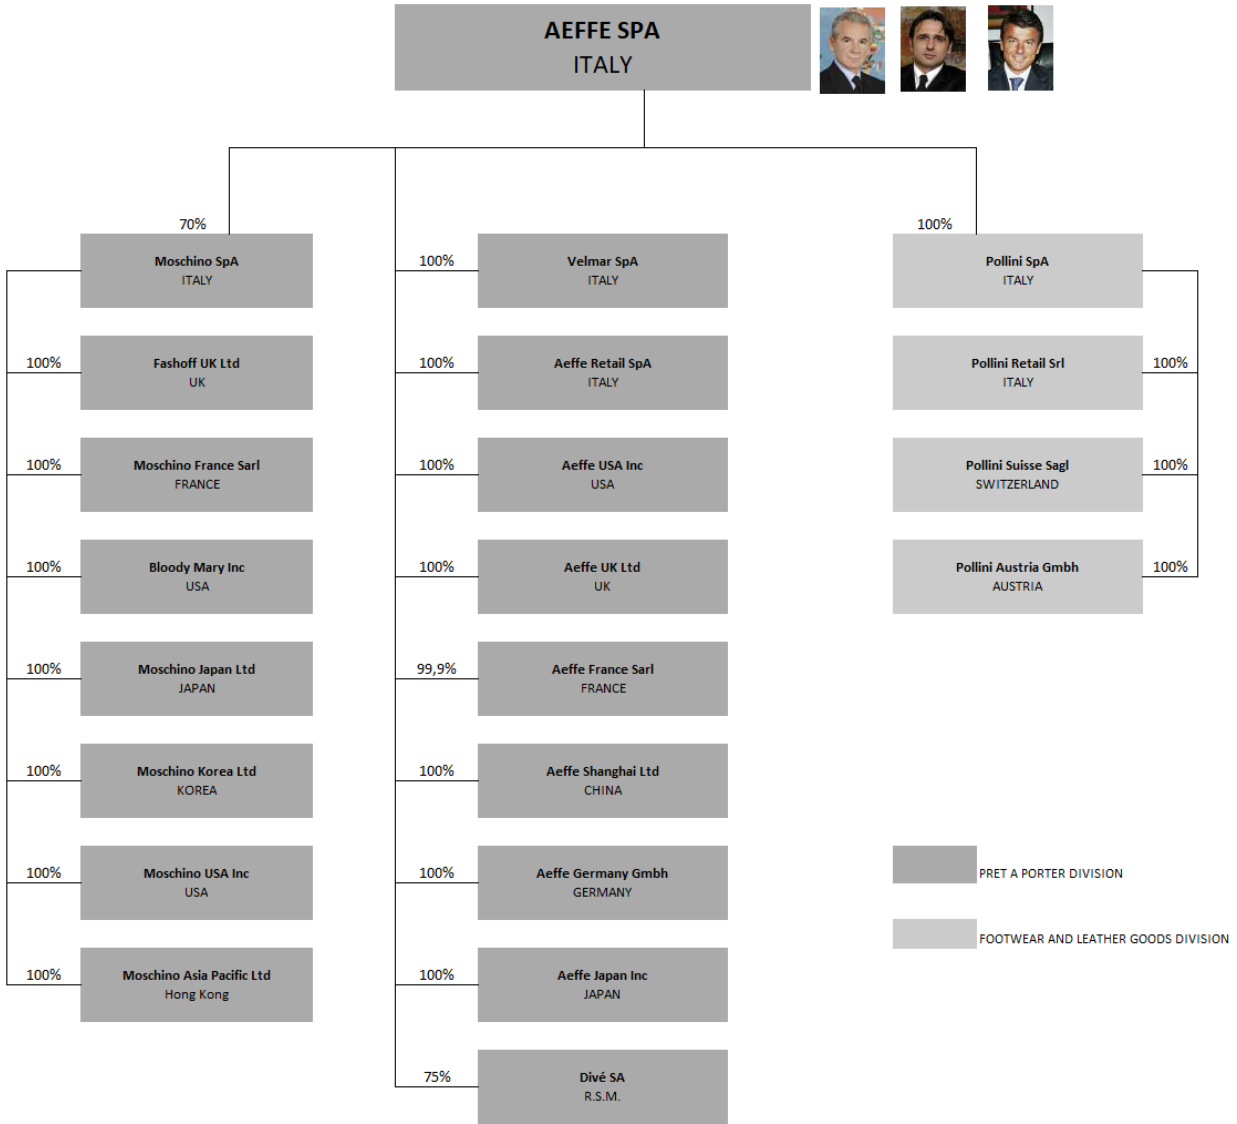 AEFFE SPA
ITALY
70%
Moschino SpA
ITALY
100%
Fashoff UK Ltd
UK
100%
Moschino France Sarl
FRANCE
100%
Bloody Mary Inc
USA
100%
Moschino Japan Ltd
JAPAN
100%
Moschino Korea Ltd
KOREA
100%
Moschino USA Inc
USA
100%
Moschino Asia Pacific Ltd
Hong Kong
100%
Velmar SpA
ITALY
100%
Aeffe Retail SpA
ITALY
100%
Aeffe USA Inc
USA
100%
Aeffe UK Ltd
UK
99,9%
Aeffe France Sarl
FRANCE
100%
Aeffe Shanghai Ltd
CHINA
100%
Aeffe Germany Gmbh
GERMANY
100%
Aeffe Japan Inc
JAPAN
75%
Divé SA
R.S.M.
100%
Pollini SpA
ITALY
Pollini Retail Srl
ITALY
100%
Pollini Suisse Sagl
SWITZERLAND
100%
Pollini Austria Gmbh
AUSTRIA
100%
PRET A PORTER DIVISION
FOOTWEAR AND LEATHER GOODS DIVISION